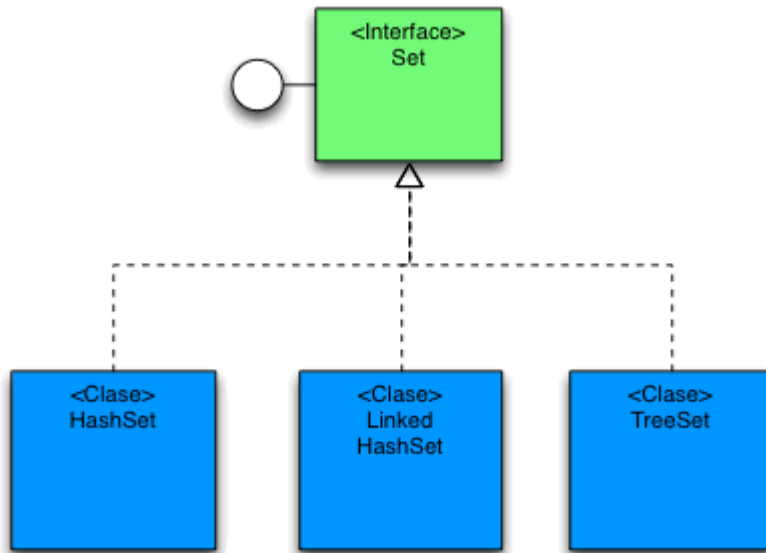 <Interface>
Set
<Clase>
HashSet
<Clase>
Linked
HashSet
<Clase>
TreeSet